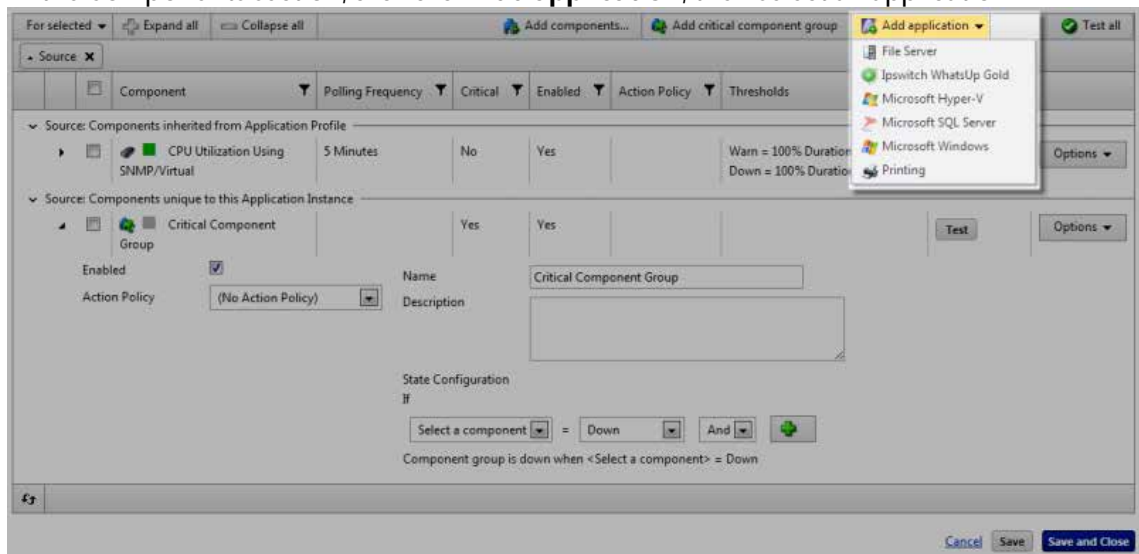 For selected Expand all Collapse all Add components... Add critical component group Add application Test all
Source X
File Server
Ipswitch WhatsUp Gold
Microsoft Hyper-V
Microsoft SQL Server
Microsoft Windows
Printing
Component Polling Frequency Critical Enabled Action Policy Thresholds
Source: Components inherited from Application Profile
CPU Utilization Using 5 Minutes No Yes Warn = 100% Duration Options
SNMP/Virtual Down = 100% Duratio
Source: Components unique to this Application Instance
Critical Component Yes Yes Test Options
Group
Enabled Name Critical Component Group
Action Policy (No Action Policy) Description
State Configuration
If
Select a component = Down And
Component group is down when <Select a component> = Down
Cancel Save Save and Close